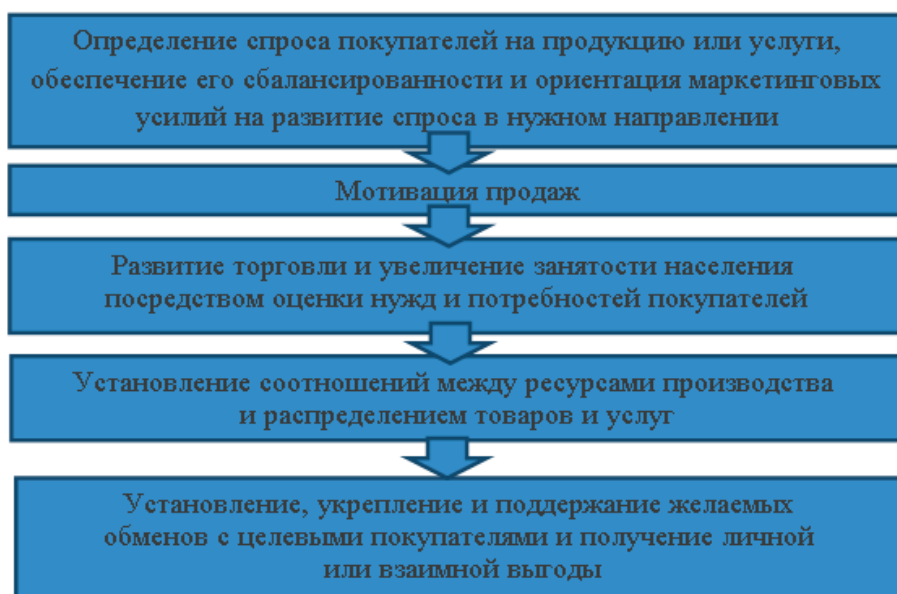 Определение спроса покупателей на продукцию или услуги,
обеспечение его сбалансированности и ориентация маркетинговых
усилий на развитие спроса в нужном направлении
Мотивация продаж
Развитие торговли и увеличение занятости населения
посредством оценки нужд и потребностей покупателей
Установление соотношений между ресурсами производства
и распределением товаров и услуг
Установление, укрепление и поддержание желаемых
обменов с целевыми покупателями и получение личной
или взаимной выгоды